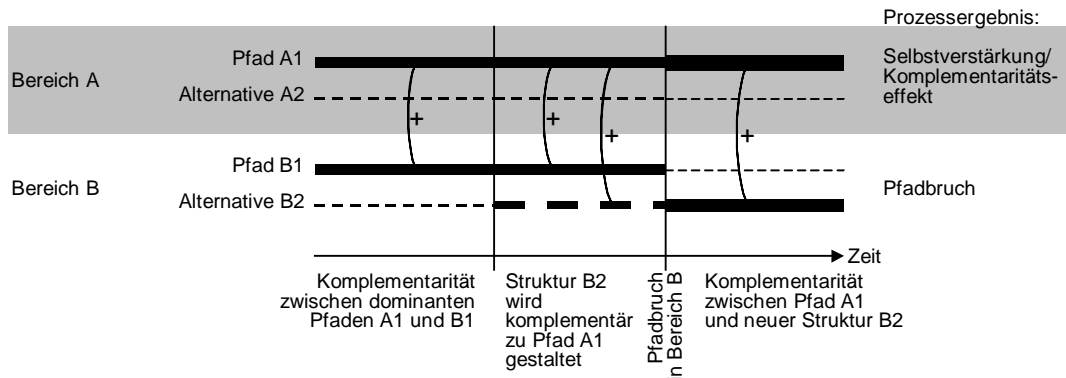 Prozessergebnis:
Pfad A1
Selbstverstärkung/
Komplementaritäts-
effekt
Bereich A
Alternative A2
+
+
+
+
Pfad B1
Bereich B
Pfadbruch
Alternative B2
Zeit
Komplementarität
zwischen dominanten
Pfaden A1 und B1
Struktur B2
wird
komplementär
zu Pfad A1
gestaltet
Pfadbruch
in Bereich B
Komplementarität
zwischen Pfad A1
und neuer Struktur B2